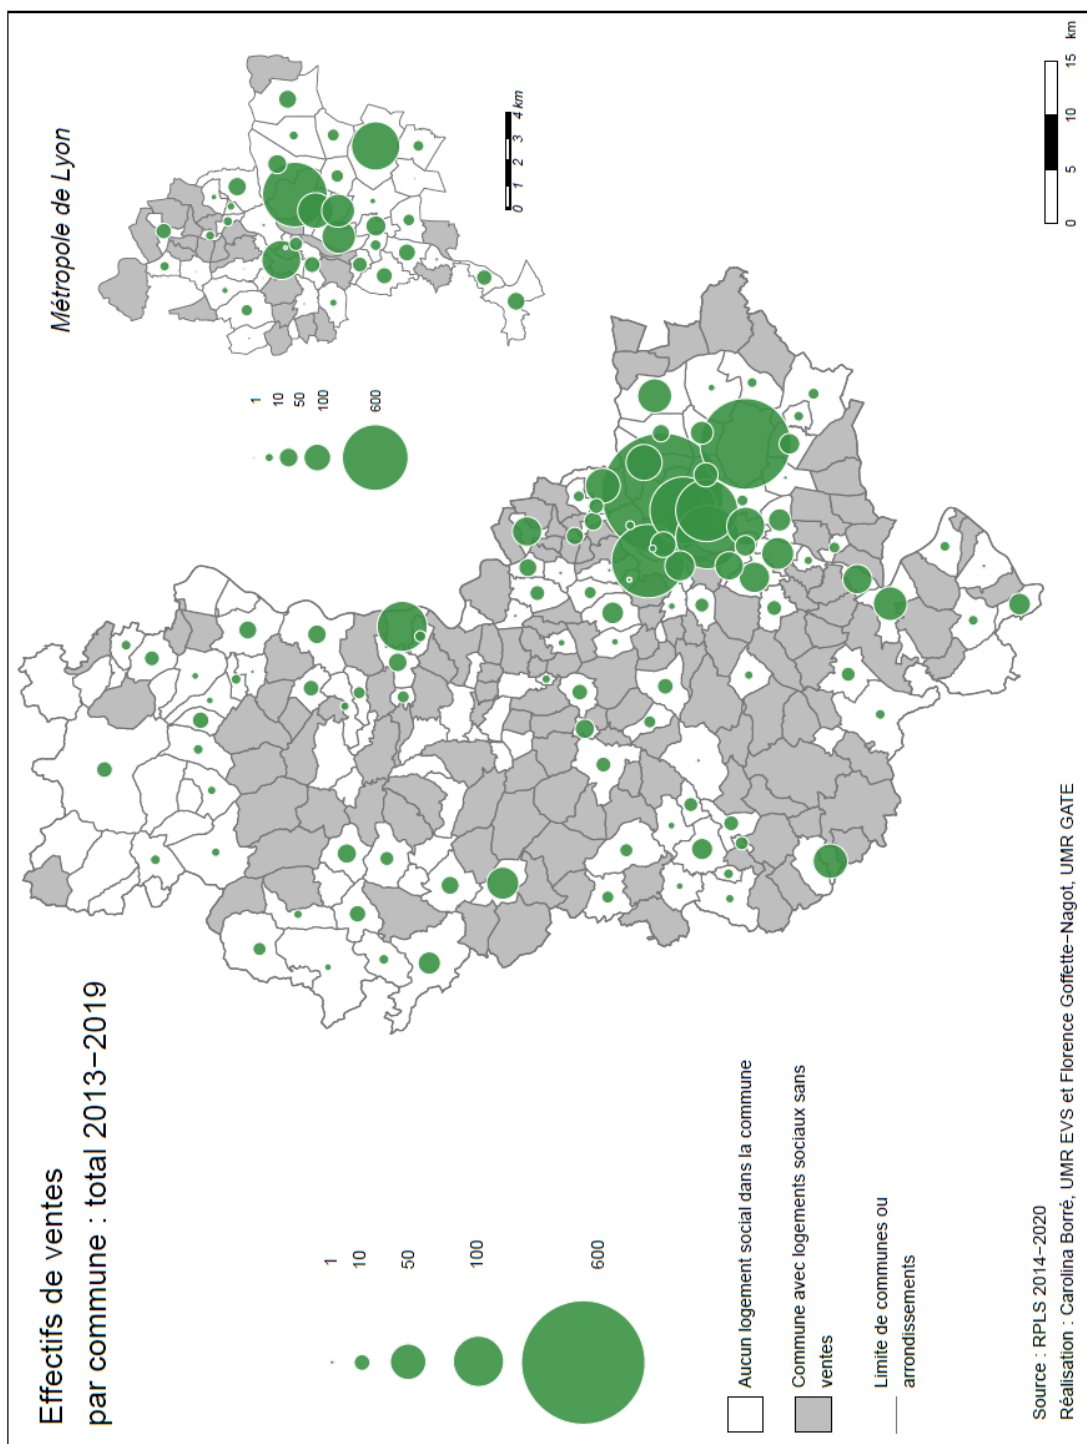 Effectifs de ventes
par commune : total 2013−2019
1
10
50
100
600
Aucun logement social dans la commune
Commune avec logements sociaux sans
ventes
Limite de communes ou
arrondissements
Source : RPLS 2014−2020
Réalisation : Carolina Borré, UMR EVS et Florence Goffette−Nagot, UMR GATE
Métropole de Lyon
1
10
50
100
600
0 1 2 3 4 km
0 5 10 15
km